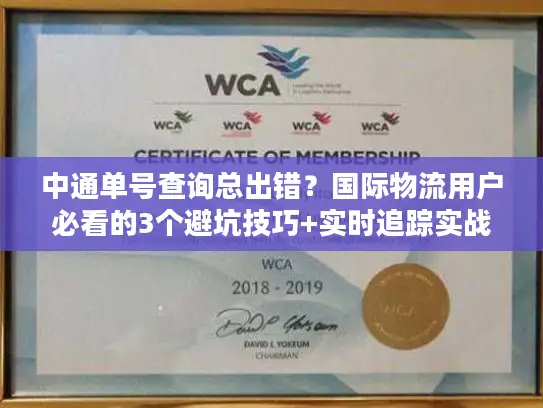 WCA
WCA
WCA
WCA
WCA
CERTIFICATE OF MEMBERSHIP
中通单号查询总出错？国际物流用户
必看的3个避坑技巧+实时追踪实战
WCA
2018 - 2019
DAVID L YOKEUM
CHAIRMAN